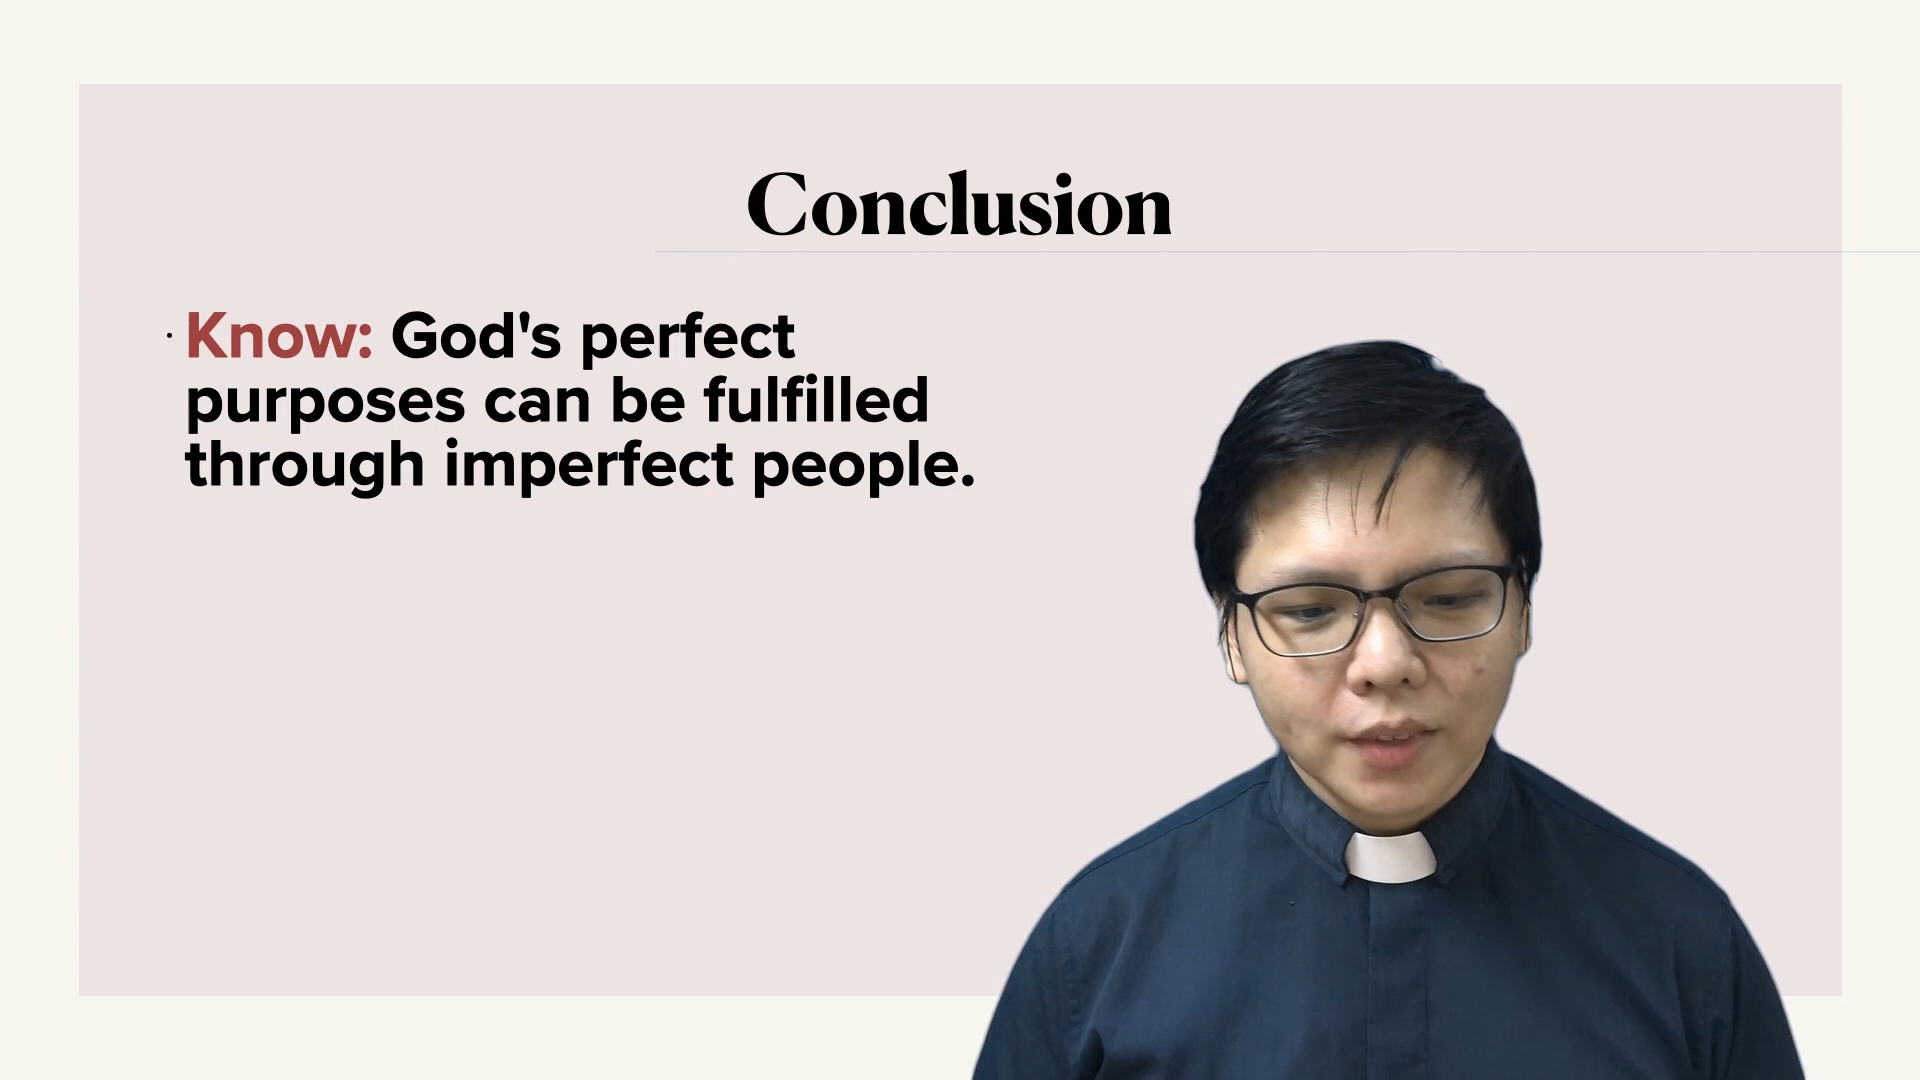 Conclusion
· Know: God's perfect
purposes can be fulfilled
through imperfect people.